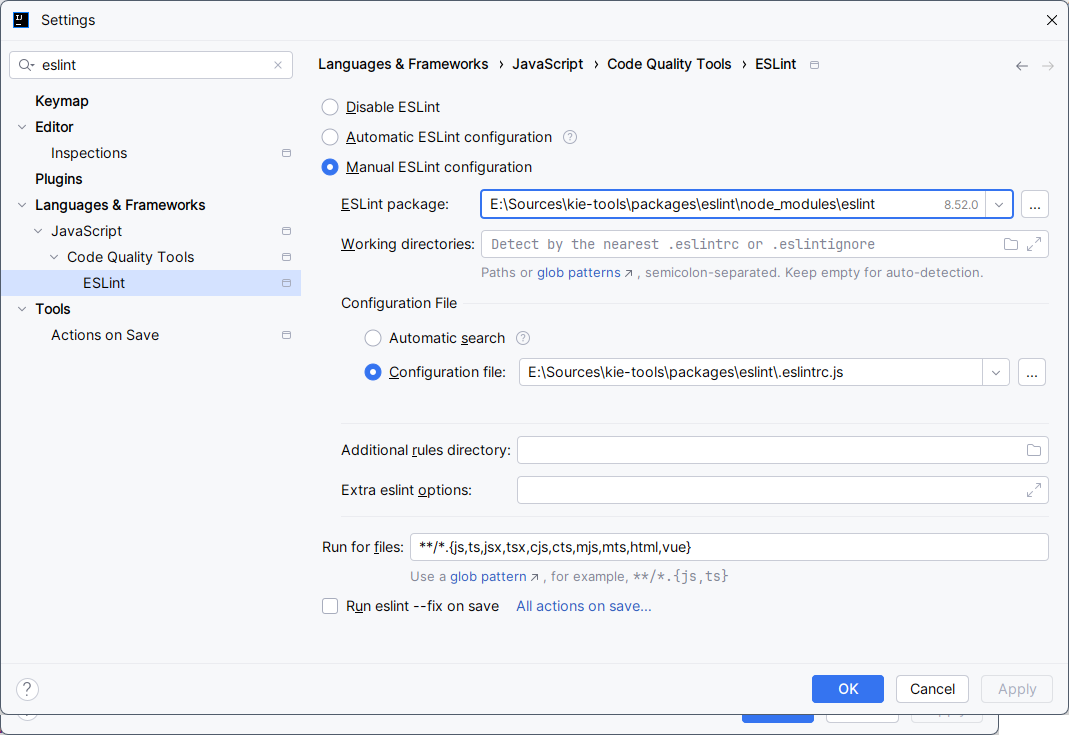 Settings
eslint
Keymap
Editor
Inspections
Plugins
Languages & Frameworks
JavaScript
Code Quality Tools
ESLint
Tools
Actions on Save
Languages & Frameworks › JavaScript › Code Quality Tools › ESLint
Disable ESLint
Automatic ESLint configuration ?
Manual ESLint configuration
ESLint package: E:\Sources\kie-tools\packages\eslint\node_modules\eslint 8.52.0 ...
Working directories: Detect by the nearest .eslintrc or .eslintignore
Paths or glob patterns ↗ , semicolon-separated. Keep empty for auto-detection.
Configuration File
Automatic search ?
Configuration file: E:\Sources\kie-tools\packages\eslint\.eslintrc.js ...
Additional rules directory:
Extra eslint options:
Run for files: **/*.{js,ts,jsx,tsx,cjs,cts,mjs,mts,html,vue}
Use a glob pattern ↗ , for example, **/*.{js,ts}
Run eslint --fix on save All actions on save...
? OK Cancel Apply